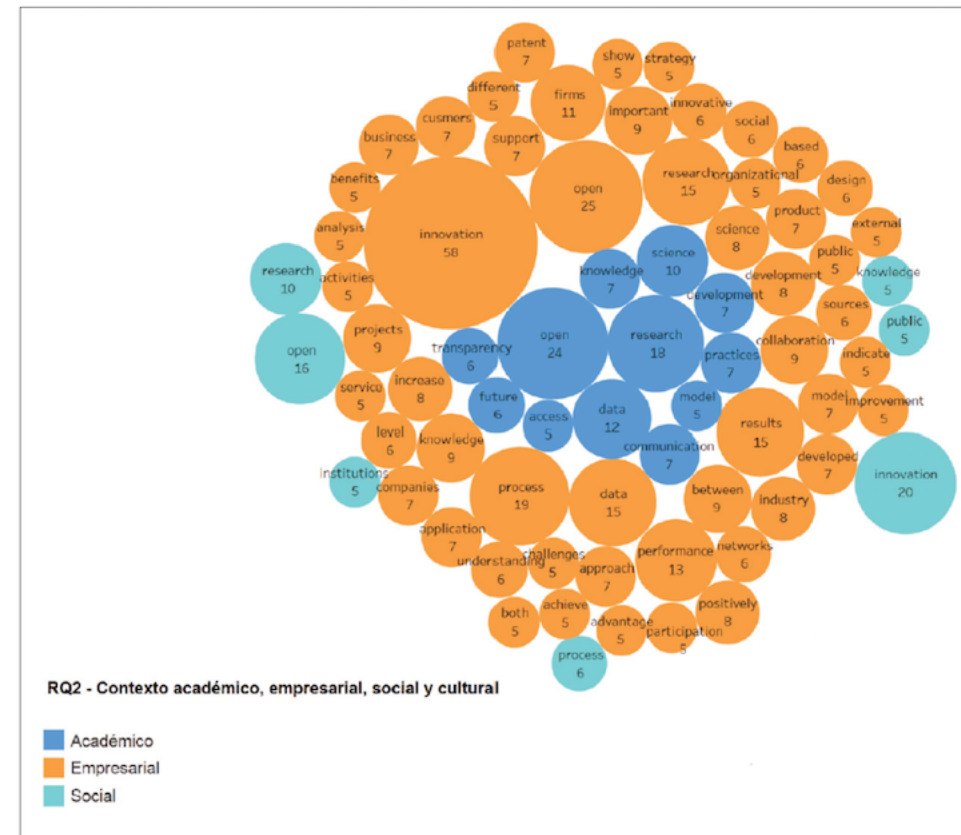 patent
7
show
5
strategy
5
different
5
firms
11
important
9
innovative
6
social
6
cusmers
7
business
7
support
7
based
6
benefits
5
open
25
research
15
organizational
5
design
6
innovation
58
product
7
external
5
analysis
5
science
8
public
5
research
10
activities
5
knowledge
7
science
10
development
7
development
8
knowledge
5
sources
6
public
5
open
16
projects
9
transparency
6
open
24
research
18
practices
7
collaboration
9
indicate
5
service
5
increase
8
future
6
access
5
data
12
model
5
model
7
improvement
5
results
15
level
6
knowledge
9
communication
7
developed
7
innovation
20
institutions
5
companies
7
process
19
data
15
between
9
industry
8
application
7
understanding
6
challenges
5
approach
7
performance
13
networks
6
both
5
achieve
5
advantage
5
participation
5
positively
8
process
6
RQ2 - Contexto académico, empresarial, social y cultural
Académico
Empresarial
Social